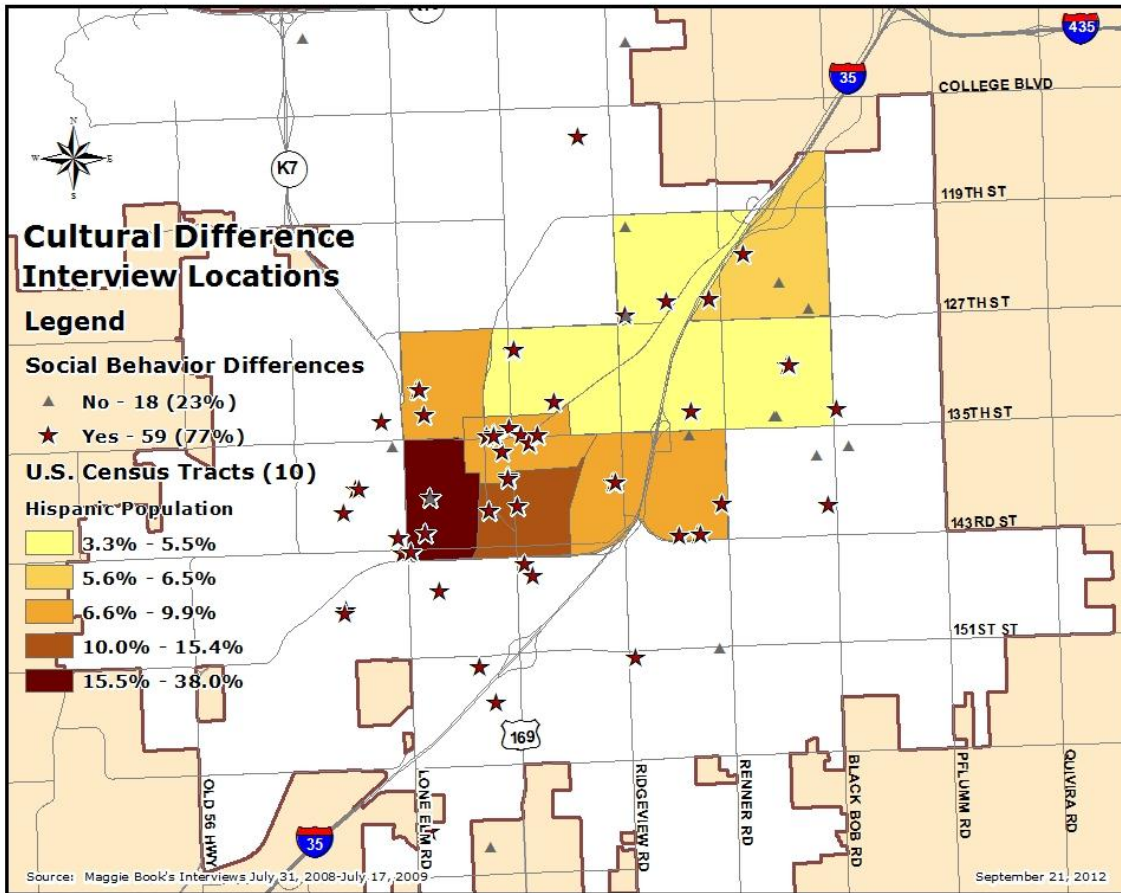 435
35
COLLEGE BLVD
N
W E
S
K7
119TH ST
Cultural Difference
Interview Locations
127TH ST
Legend
Social Behavior Differences
No - 18 (23%)
Yes - 59 (77%)
135TH ST
U.S. Census Tracts (10)
Hispanic Population
3.3% - 5.5%
143RD ST
5.6% - 6.5%
6.6% - 9.9%
10.0% - 15.4%
151ST ST
15.5% - 38.0%
169
OLD 56 HWY
LONE ELM RD
RIDGEVIEW RD
RENNER RD
BLACK BOB RD
PFLUMM RD
QUIVIRA RD
35
Source: Maggie Book's Interviews July 31, 2008-July 17, 2009
September 21, 2012